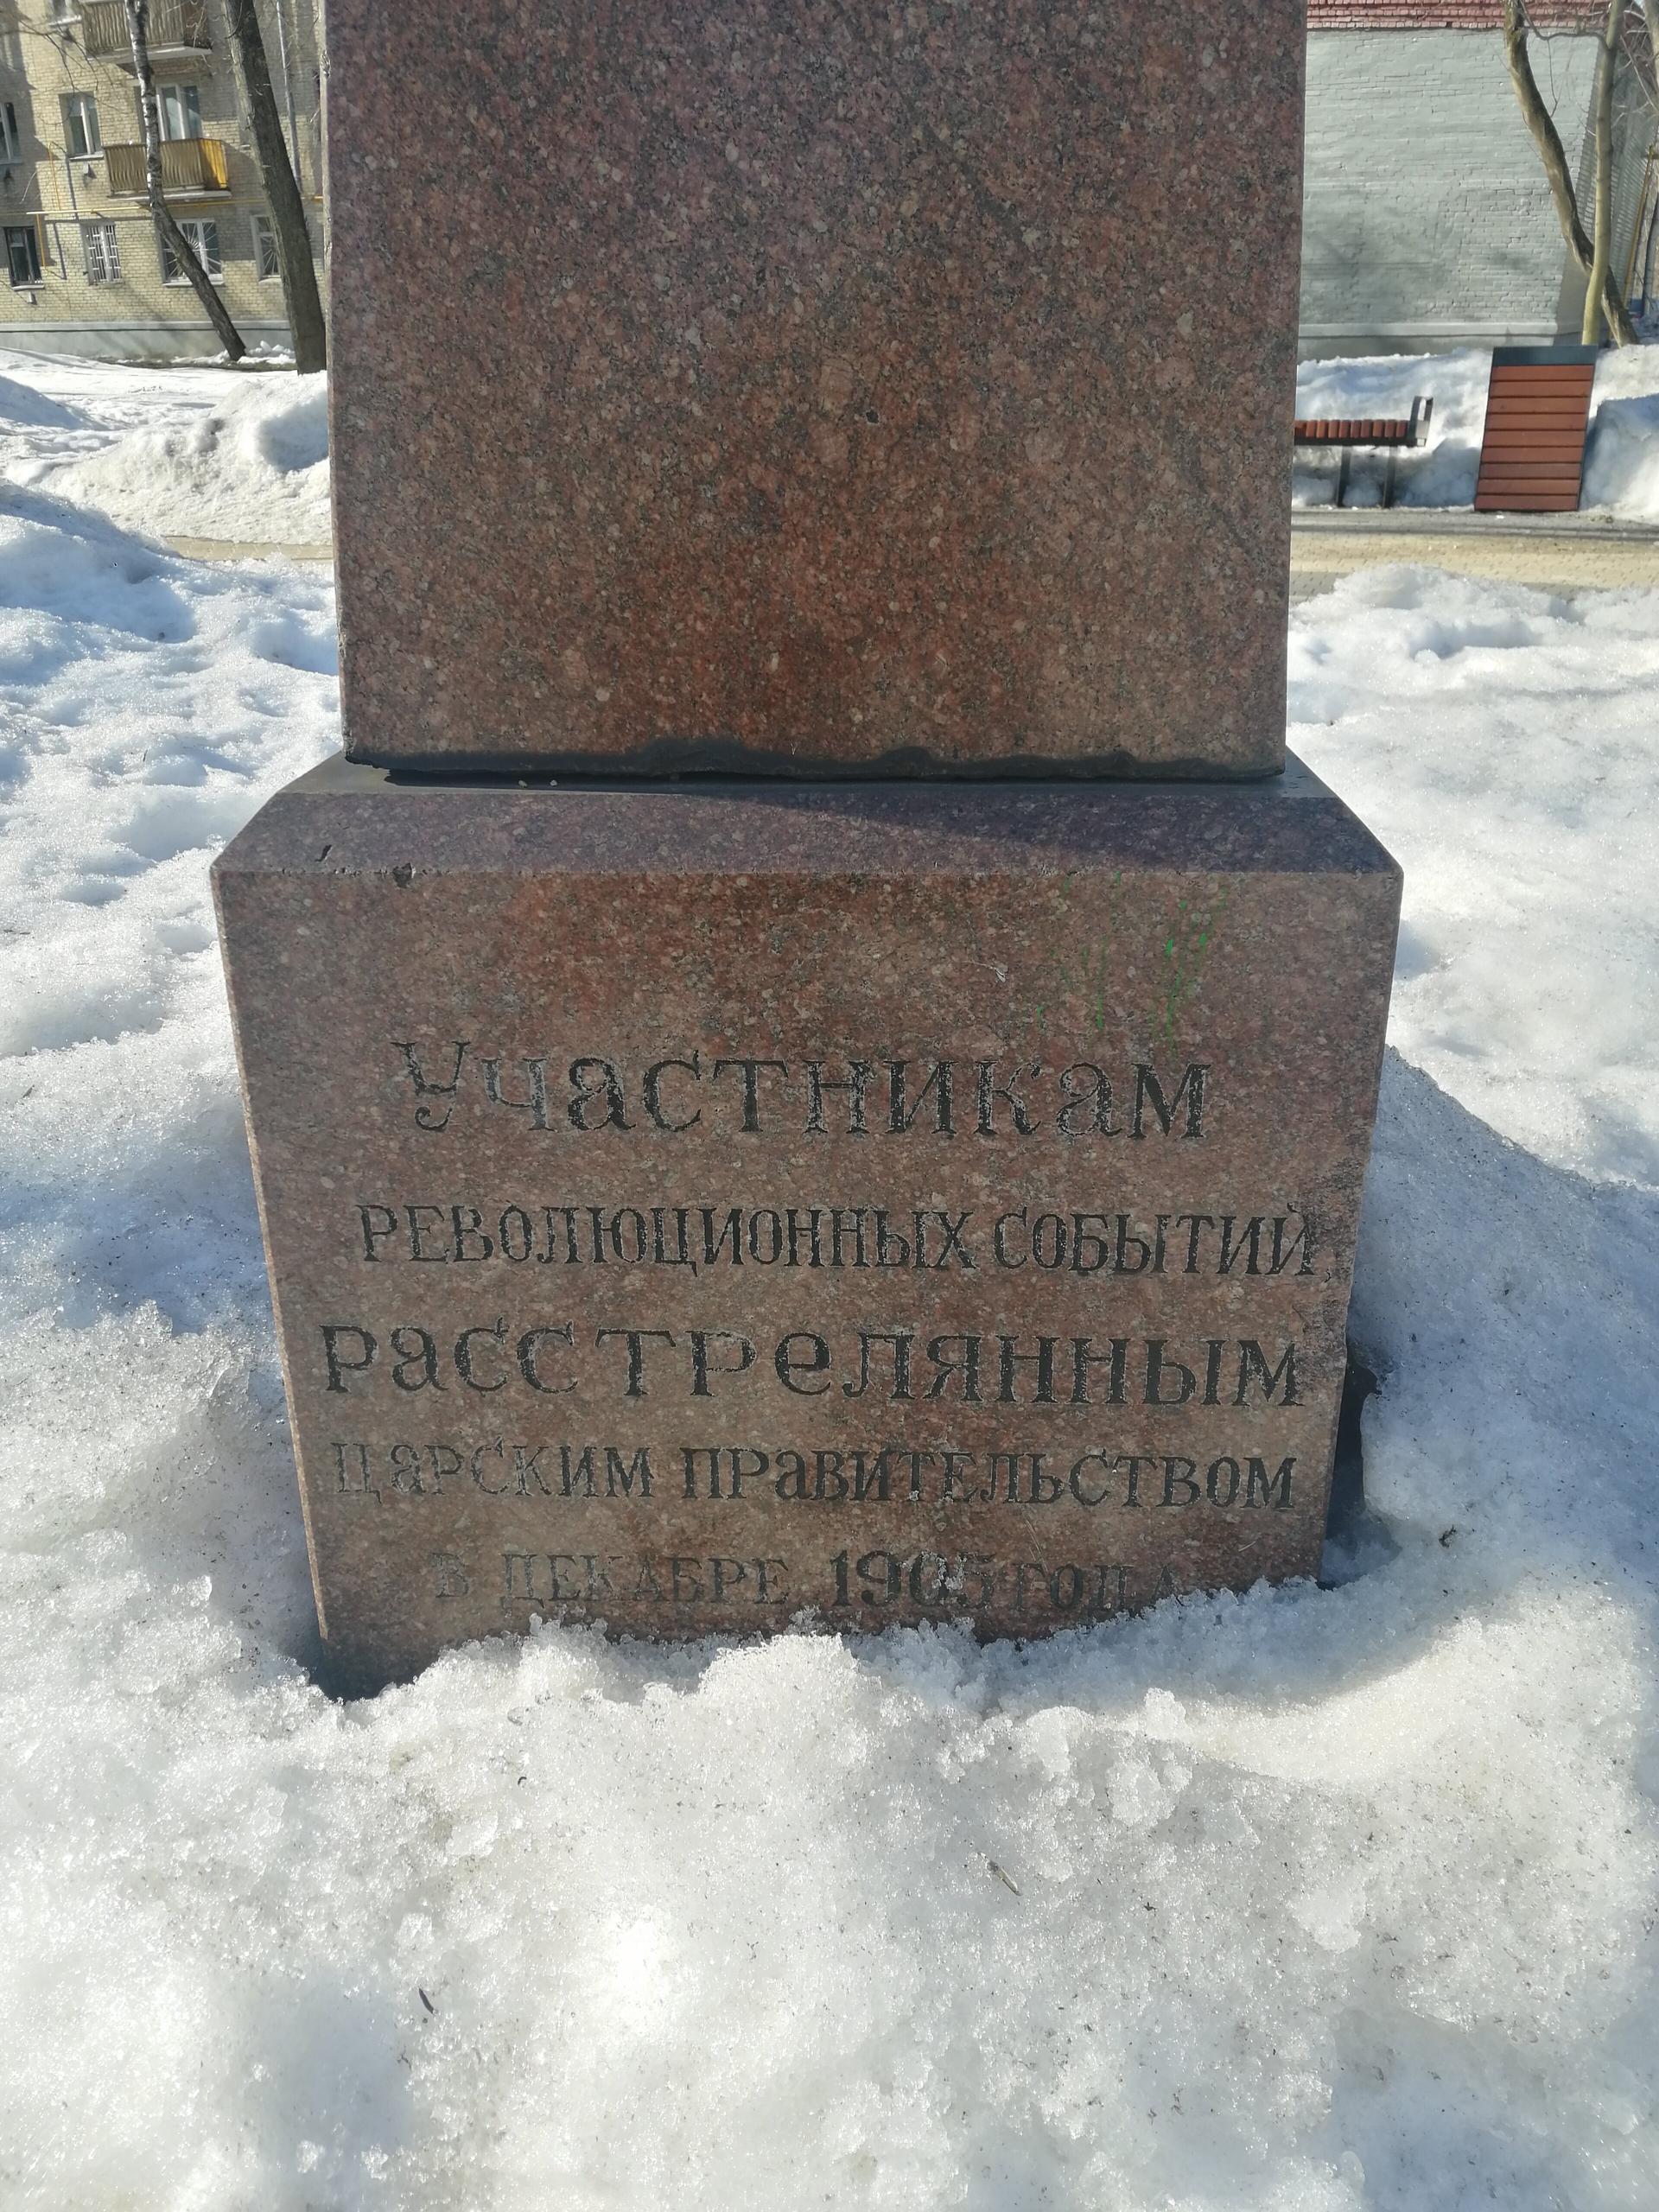 Участникам
РЕВОЛЮЦИОННЫХ СОБЫТИЙ
РАССТРЕЛЯННЫМ
ЦАРСКИМ ПРАВИТЕЛЬСТВОМ
В ДЕКАБРЕ 1905 ГОДА